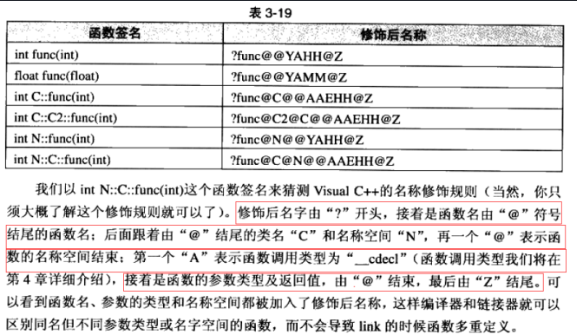 表 3-19
函数签名 修饰后名称
int func(int) ?func@@YAHH@Z
float func(float) ?func@@YAMM@Z
int C::func(int) ?func@C@@AAEHH@Z
int C::C2::func(int) ?func@C2@C@@AAEHH@Z
int N::func(int) ?func@N@@YAHH@Z
int N::C::func(int) ?func@C@N@@AAEHH@Z
我们以 int N::C::func(int)这个函数签名来猜测 Visual C++的名称修饰规则（当然，你只
须大概了解这个修饰规则就可以了）。修饰后名字由“?”开头，接着是函数名由“@”符号
结尾的函数名；后面跟着由“@”结尾的类名“C”和名称空间“N”，再一个“@”表示函
数的名称空间结束；第一个“A”表示函数调用类型为“__cdecl”（函数调用类型我们将在
第 4 章详细介绍），接着是函数的参数类型及返回值，由“@”结束，最后由“Z”结尾。可
以看到函数名、参数的类型和名称空间都被加入了修饰后名称，这样编译器和链接器就可以
区别同名但不同参数类型或名字空间的函数，而不会导致 link 的时候函数多重定义。